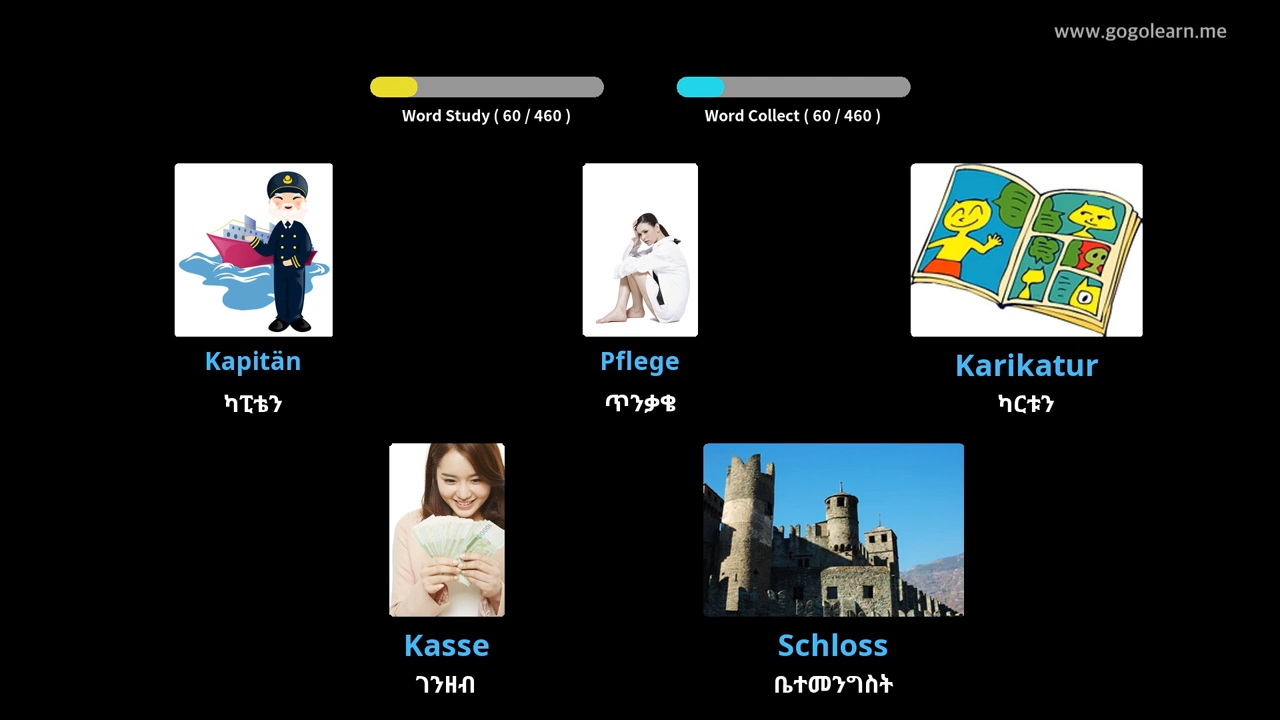 www.gogolearn.me
Word Study ( 60 / 460 )
Word Collect ( 60 / 460 )
Kapitän
Pflege
Karikatur
ካፒቴን
ጥንቃቄ
ካርቱን
Kasse
Schloss
ገንዘብ
ቤተመንግስት